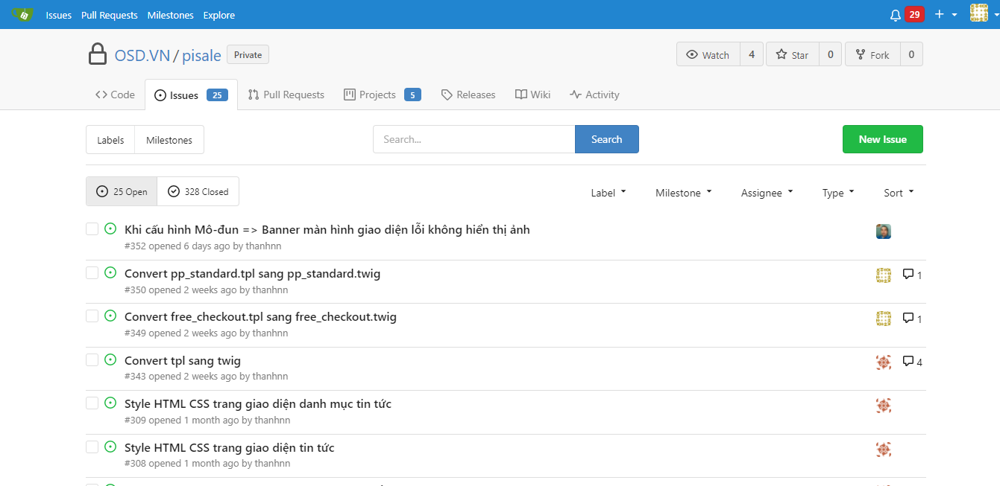 Issues Pull Requests Milestones Explore 29
OSD.VN / pisale Private Watch 4 Star 0 Fork 0
Code Issues 25 Pull Requests Projects 5 Releases Wiki Activity
Labels Milestones Search... Search New Issue
25 Open 328 Closed Label Milestone Assignee Type Sort
Khi cấu hình Mô-đun => Banner màn hình giao diện lỗi không hiển thị ảnh
#352 opened 6 days ago by thanhnn
Convert pp_standard.tpl sang pp_standard.twig 1
#350 opened 2 weeks ago by thanhnn
Convert free_checkout.tpl sang free_checkout.twig 1
#349 opened 2 weeks ago by thanhnn
Convert tpl sang twig 4
#343 opened 2 weeks ago by thanhnn
Style HTML CSS trang giao diện danh mục tin tức
#309 opened 1 month ago by thanhnn
Style HTML CSS trang giao diện tin tức
#308 opened 1 month ago by thanhnn